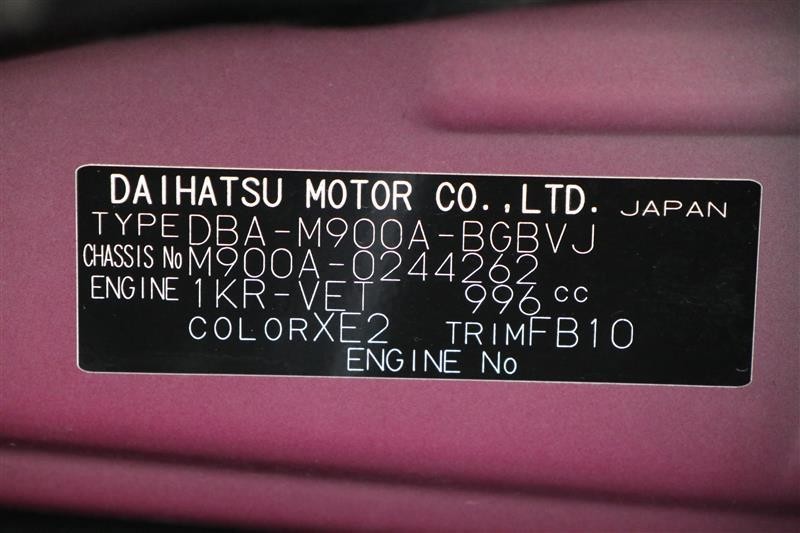 DAIHATSU MOTOR CO.,LTD. JAPAN
TYPE DBA-M900A-BGBVJ
CHASSIS No M900A-0244262
ENGINE 1KR-VET 996 cc
COLOR XE2 TRIM FB10
ENGINE No